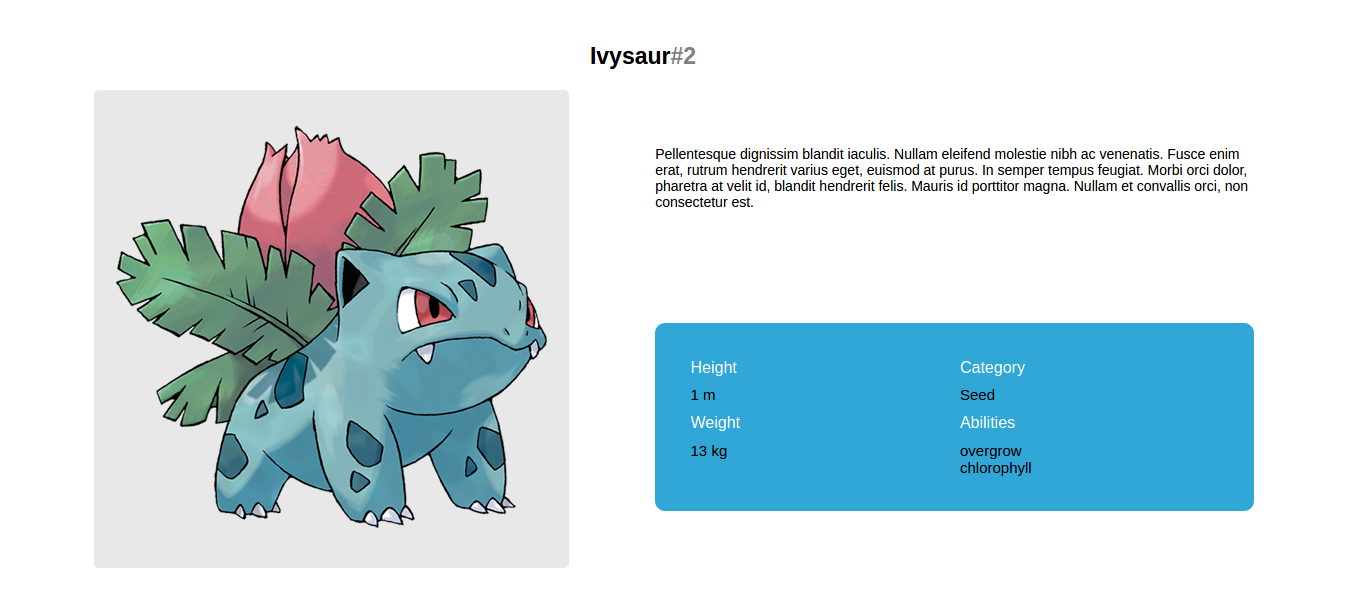 Ivysaur#2
Pellentesque dignissim blandit iaculis. Nullam eleifend molestie nibh ac venenatis. Fusce enim
erat, rutrum hendrerit varius eget, euismod at purus. In semper tempus feugiat. Morbi orci dolor,
pharetra at velit id, blandit hendrerit felis. Mauris id porttitor magna. Nullam et convallis orci, non
consectetur est.
Height
1 m
Weight
13 kg
Category
Seed
Abilities
overgrow
chlorophyll